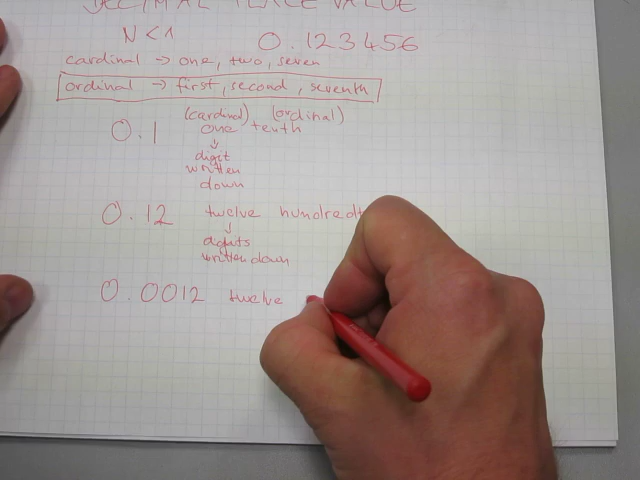 DECIMAL PLACE VALUE
N < 1 0.123456
cardinal → one, two, seven
ordinal → first, second, seventh
(cardinal) (ordinal)
0.1 one tenth
↓
digit
written
down
0.12 twelve hundredt
↓
digits
written down
0.0012 twelve